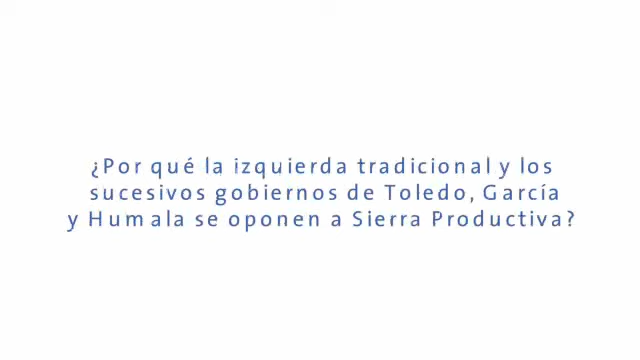 ¿Por qué la izquierda tradicional y los
sucesivos gobiernos de Toledo, García
y Humala se oponen a Sierra Productiva?